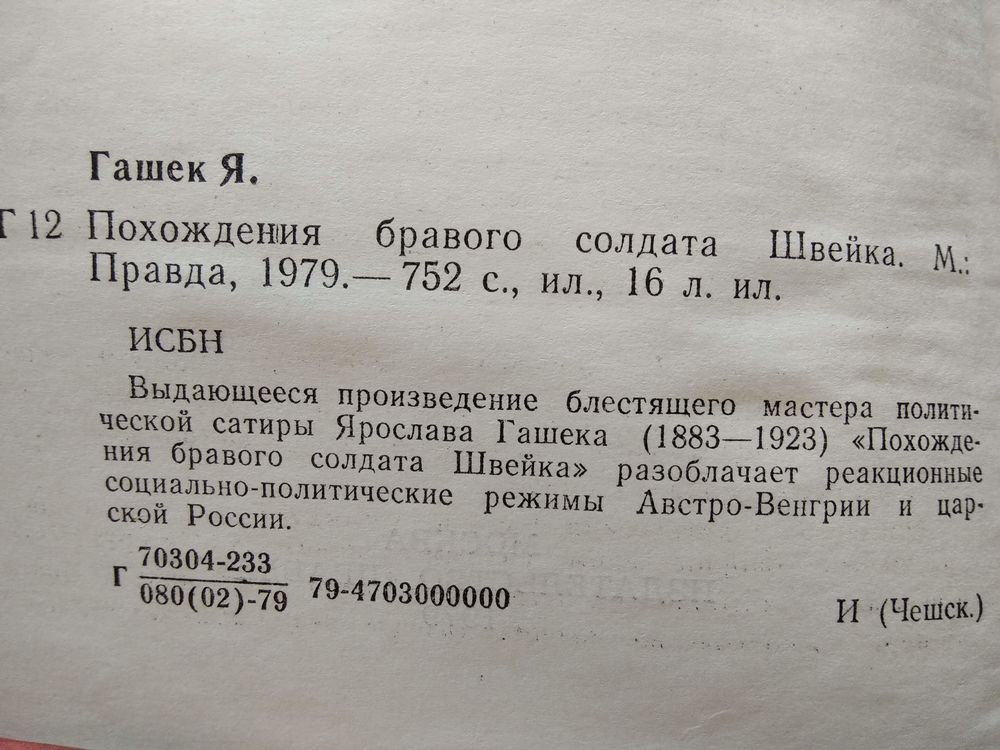 Гашек Я.
Г 12 Похождения бравого солдата Швейка. М.:
Правда, 1979.— 752 с., ил., 16 л. ил.
ИСБН
Выдающееся произведение блестящего мастера полити-
ческой сатиры Ярослава Гашека (1883—1923) «Похожде-
ния бравого солдата Швейка» разоблачает реакционные
социально-политические режимы Австро-Венгрии и цар-
ской России.
Г 70304-233
080(02)-79 79-4703000000
И (Чешск.)